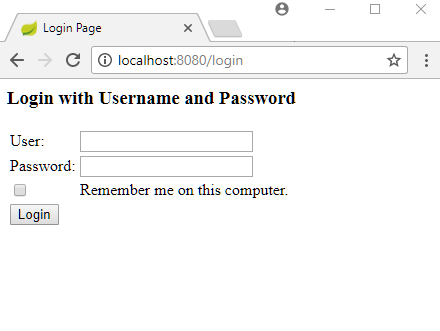 Login Page
localhost:8080/login
Login with Username and Password
User:
Password:
Remember me on this computer.
Login